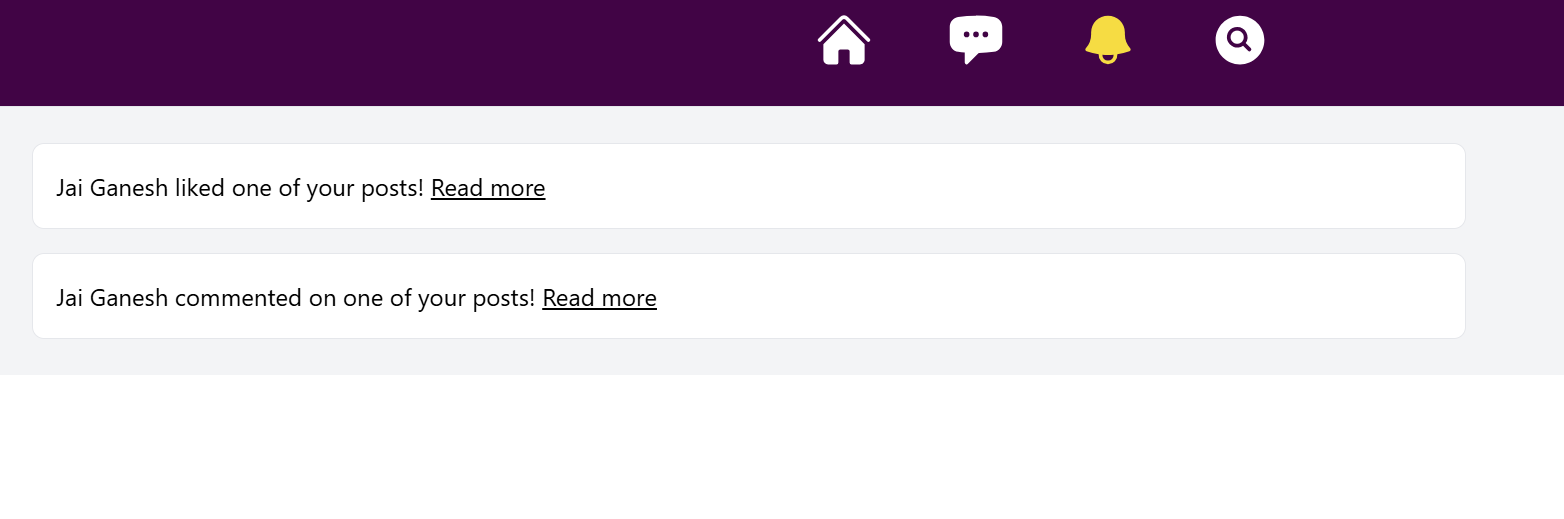 Jai Ganesh liked one of your posts! Read more
Jai Ganesh commented on one of your posts! Read more